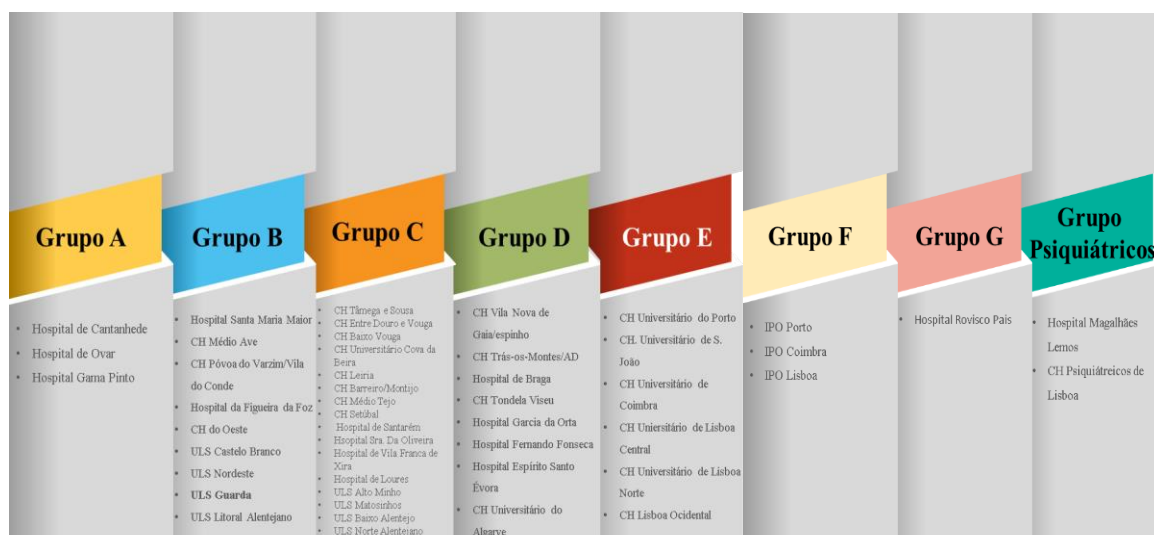 Grupo A
Hospital de Cantanhede
Hospital de Ovar
Hospital Gama Pinto
Grupo B
Hospital Santa Maria Maior
CH Médio Ave
CH Póvoa do Varzim/Vila
do Conde
Hospital da Figueira da Foz
CH do Oeste
ULS Castelo Branco
ULS Nordeste
ULS Guarda
ULS Litoral Alentejano
Grupo C
CH Tâmega e Sousa
CH Entre Douro e Vouga
CH Baixo Vouga
CH Universitário Cova da
Beira
CH Leiria
CH Barreiro/Montijo
CH Médio Tejo
CH Setúbal
Hospital de Santarém
Hsopital Sra. Da Oliveira
Hospital de Vila Franca de
Xira
Hospital de Loures
ULS Alto Minho
ULS Matosinhos
ULS Baixo Alentejo
ULS Norte Alentejano
Grupo D
CH Vila Nova de
Gaia/espinho
CH Trás-os-Montes/AD
Hospital de Braga
CH Tondela Viseu
Hospital Garcia da Orta
Hospital Fernando Fonseca
Hospital Espírito Santo
Évora
CH Universitário do
Algarve
Grupo E
CH Universitário do Porto
CH. Universitário de S.
João
CH Universitário de
Coimbra
CH Uniersitário de Lisboa
Central
CH Universitário de Lisboa
Norte
CH Lisboa Ocidental
Grupo F
IPO Porto
IPO Coimbra
IPO Lisboa
Grupo G
Hospital Rovisco Pais
Grupo
Psiquiátricos
Hospital Magalhães
Lemos
CH Psiquiátreicos de
Lisboa